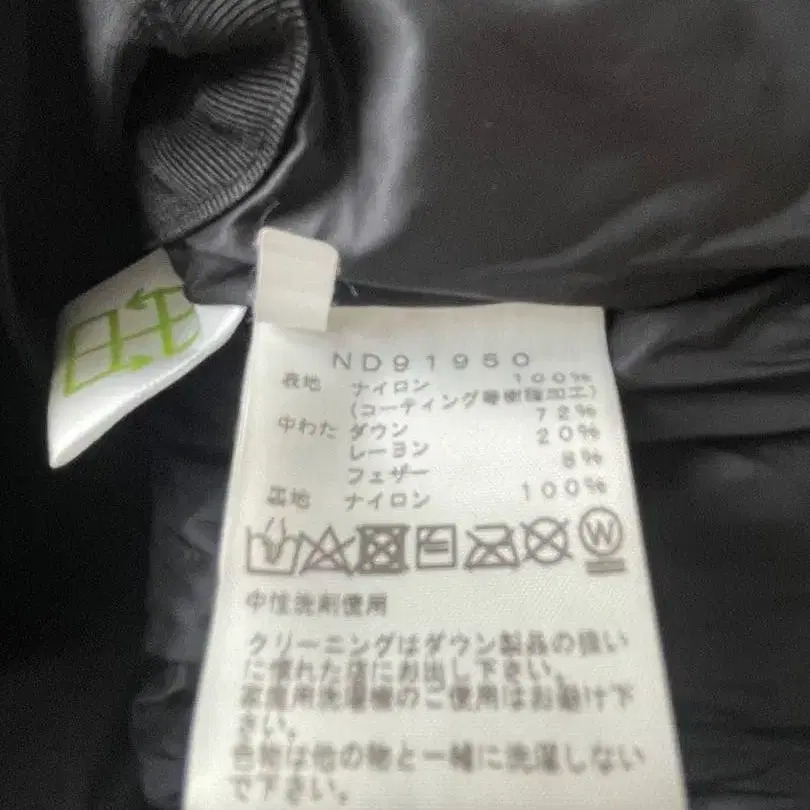 ND91950
表地 ナイロン 100%
(コーティング等樹脂加工)
中わた ダウン 72%
レーヨン 20%
フェザー 8%
裏地 ナイロン 100%
W
中性洗剤使用
クリーニングはダウン製品の扱い
に慣れた店にお出し下さい。
家庭用洗濯機のご使用はお避け下
さい。
色物は他の物と一緒に洗濯しない
で下さい。